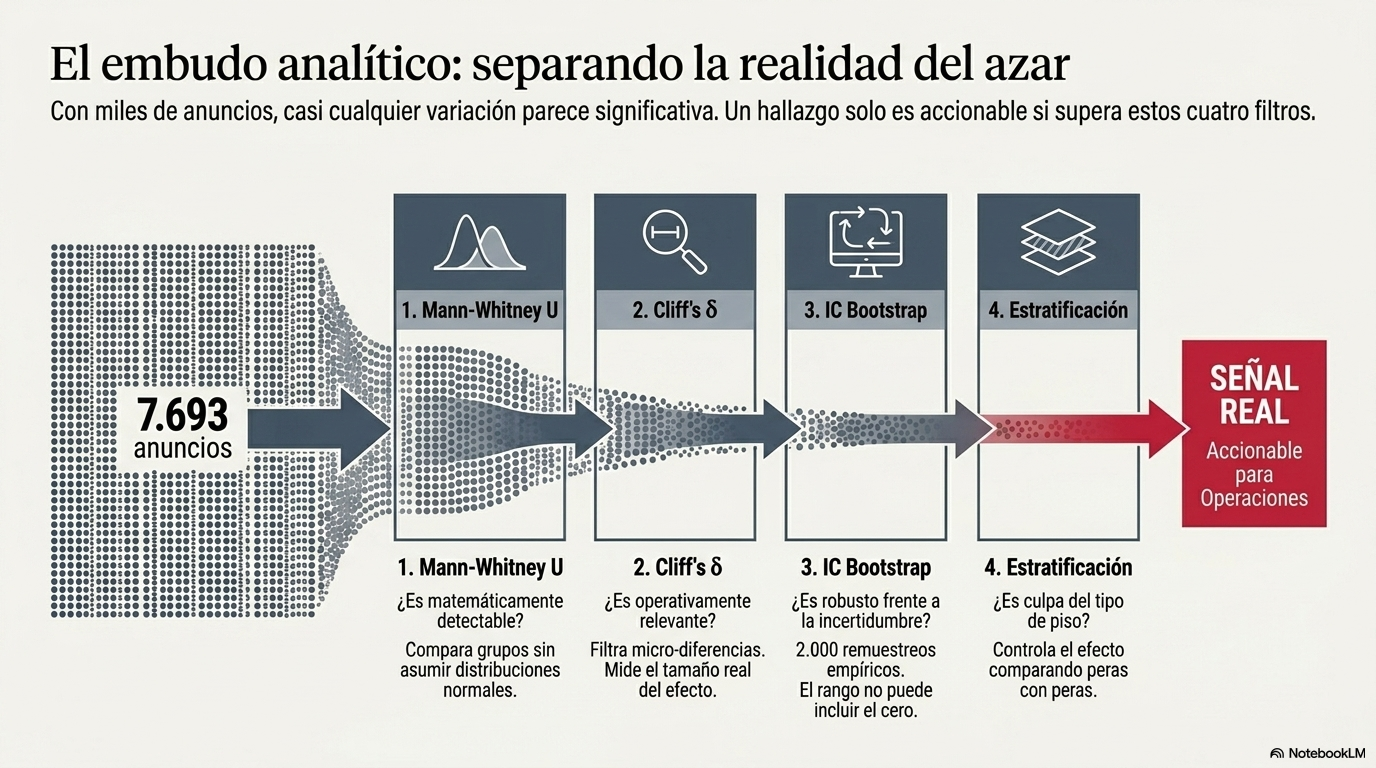 El embudo analítico: separando la realidad del azar
Con miles de anuncios, casi cualquier variación parece significativa. Un hallazgo solo es accionable si supera estos cuatro filtros.
7.693
anuncios
1. Mann-Whitney U
2. Cliff's δ
3. IC Bootstrap
4. Estratificación
SEÑAL
REAL
Accionable
para
Operaciones
1. Mann-Whitney U
¿Es matemáticamente
detectable?
Compara grupos sin
asumir distribuciones
normales.
2. Cliff's δ
¿Es operativamente
relevante?
Filtra micro-diferencias.
Mide el tamaño real
del efecto.
3. IC Bootstrap
¿Es robusto frente a
la incertidumbre?
2.000 remuestreos
empíricos.
El rango no puede
incluir el cero.
4. Estratificación
¿Es culpa del tipo
de piso?
Controla el efecto
comparando peras
con peras.
NotebookLM